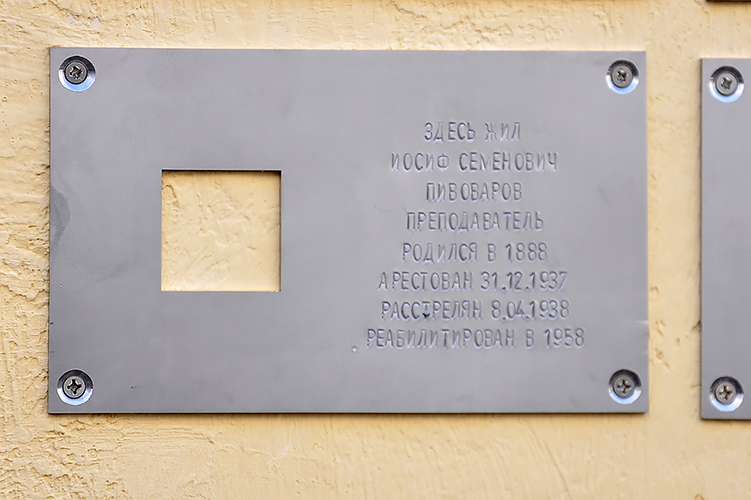 ЗДЕСЬ ЖИЛ
ИОСИФ СЕМЕНОВИЧ
ПИВОВАРОВ
ПРЕПОДАВАТЕЛЬ
РОДИЛСЯ В 1888
АРЕСТОВАН 31.12.1937
РАССТРЕЛЯН 8.04.1938
РЕАБИЛИТИРОВАН В 1958